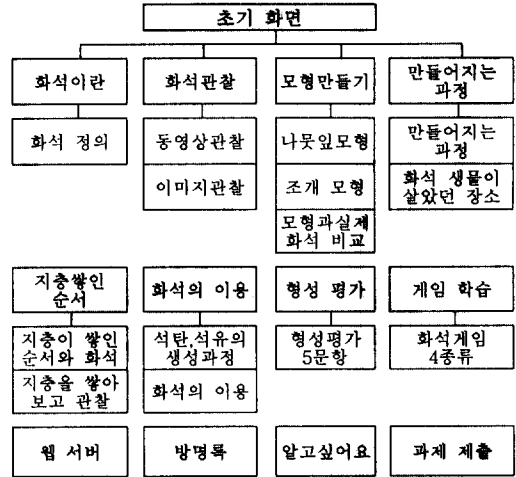 초기 화면
화석이란
화석관찰
모형만들기
만들어지는
과정
화석 정의
동영상관찰
이미지관찰
나뭇잎모형
조개 모형
모형과실제
화석 비교
만들어지는
과정
화석 생물이
살았던 장소
지층쌓인
순서
화석의 이용
형성 평가
게임 학습
지층이 쌓인
순서와 화석
지층을 쌓아
보고 관찰
석탄,석유의
생성과정
화석의 이용
형성평가
5문항
화석게임
4종류
웹 서버
방명록
알고싶어요
과제 제출